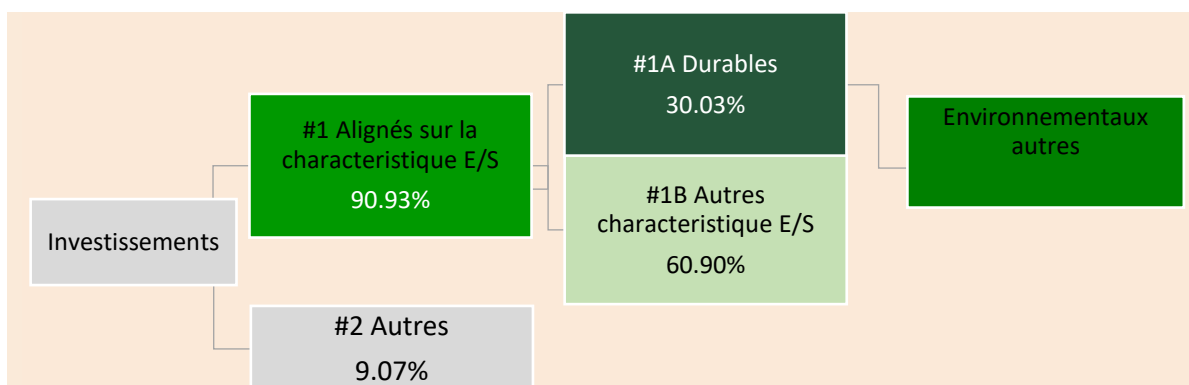 Investissements
#1 Alignés sur la
characteristique E/S
90.93%
#2 Autres
9.07%
#1A Durables
30.03%
#1B Autres
characteristique E/S
60.90%
Environnementaux
autres